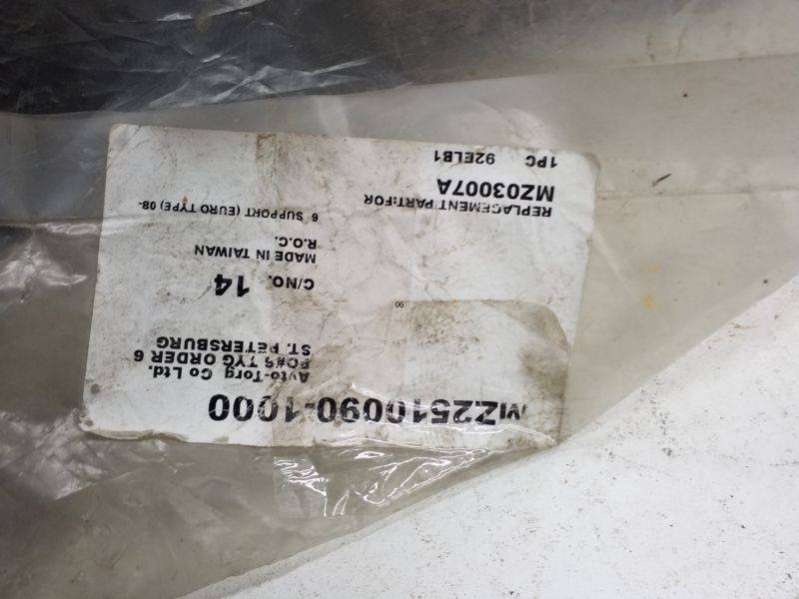 MZ2510090-1000
Avto-Torg Co Ltd.
PO#6 TYG ORDER 6
ST. PETERSBURG
C/NO. 14
MADE IN TAIWAN
R.O.C.
6 SUPPORT (EURO TYPE) 08-
REPLACEMENT PART:FOR
MZ03007A
1PC 92ELB1